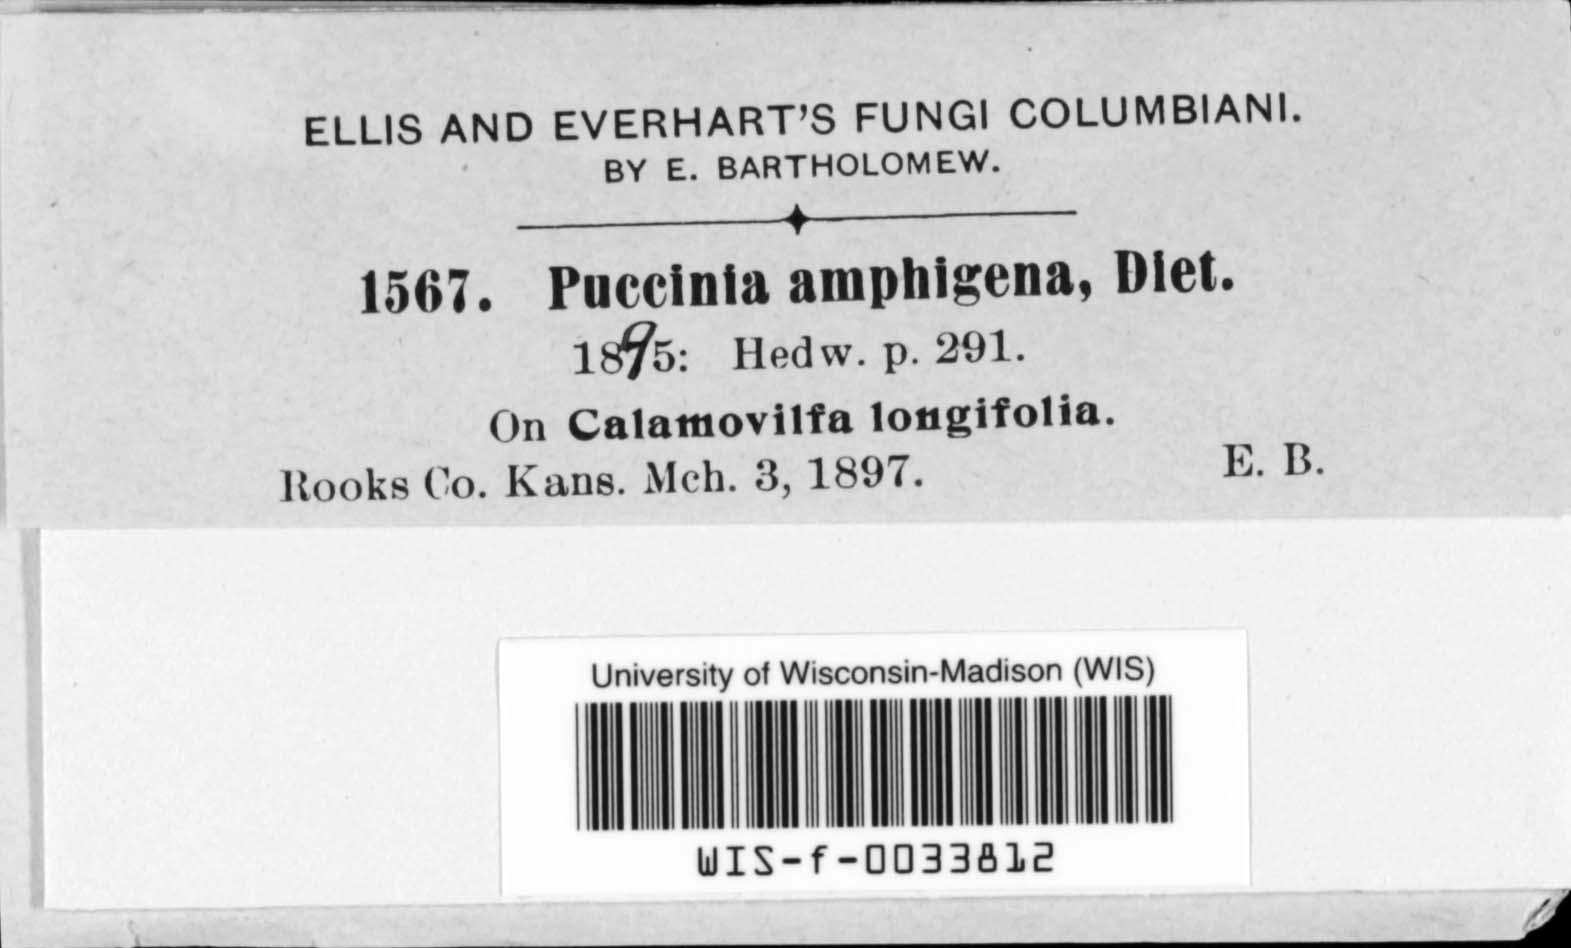 ELLIS AND EVERHART'S FUNGI COLUMBIANI.
BY E. BARTHOLOMEW.
1567. Puccinia amphigena, Diet.
1895: Hedw. p. 291.
On Calamovilfa longifolia.
Rooks Co. Kans. Mch. 3, 1897. E. B.
University of Wisconsin-Madison (WIS)
WIS-f-0033812